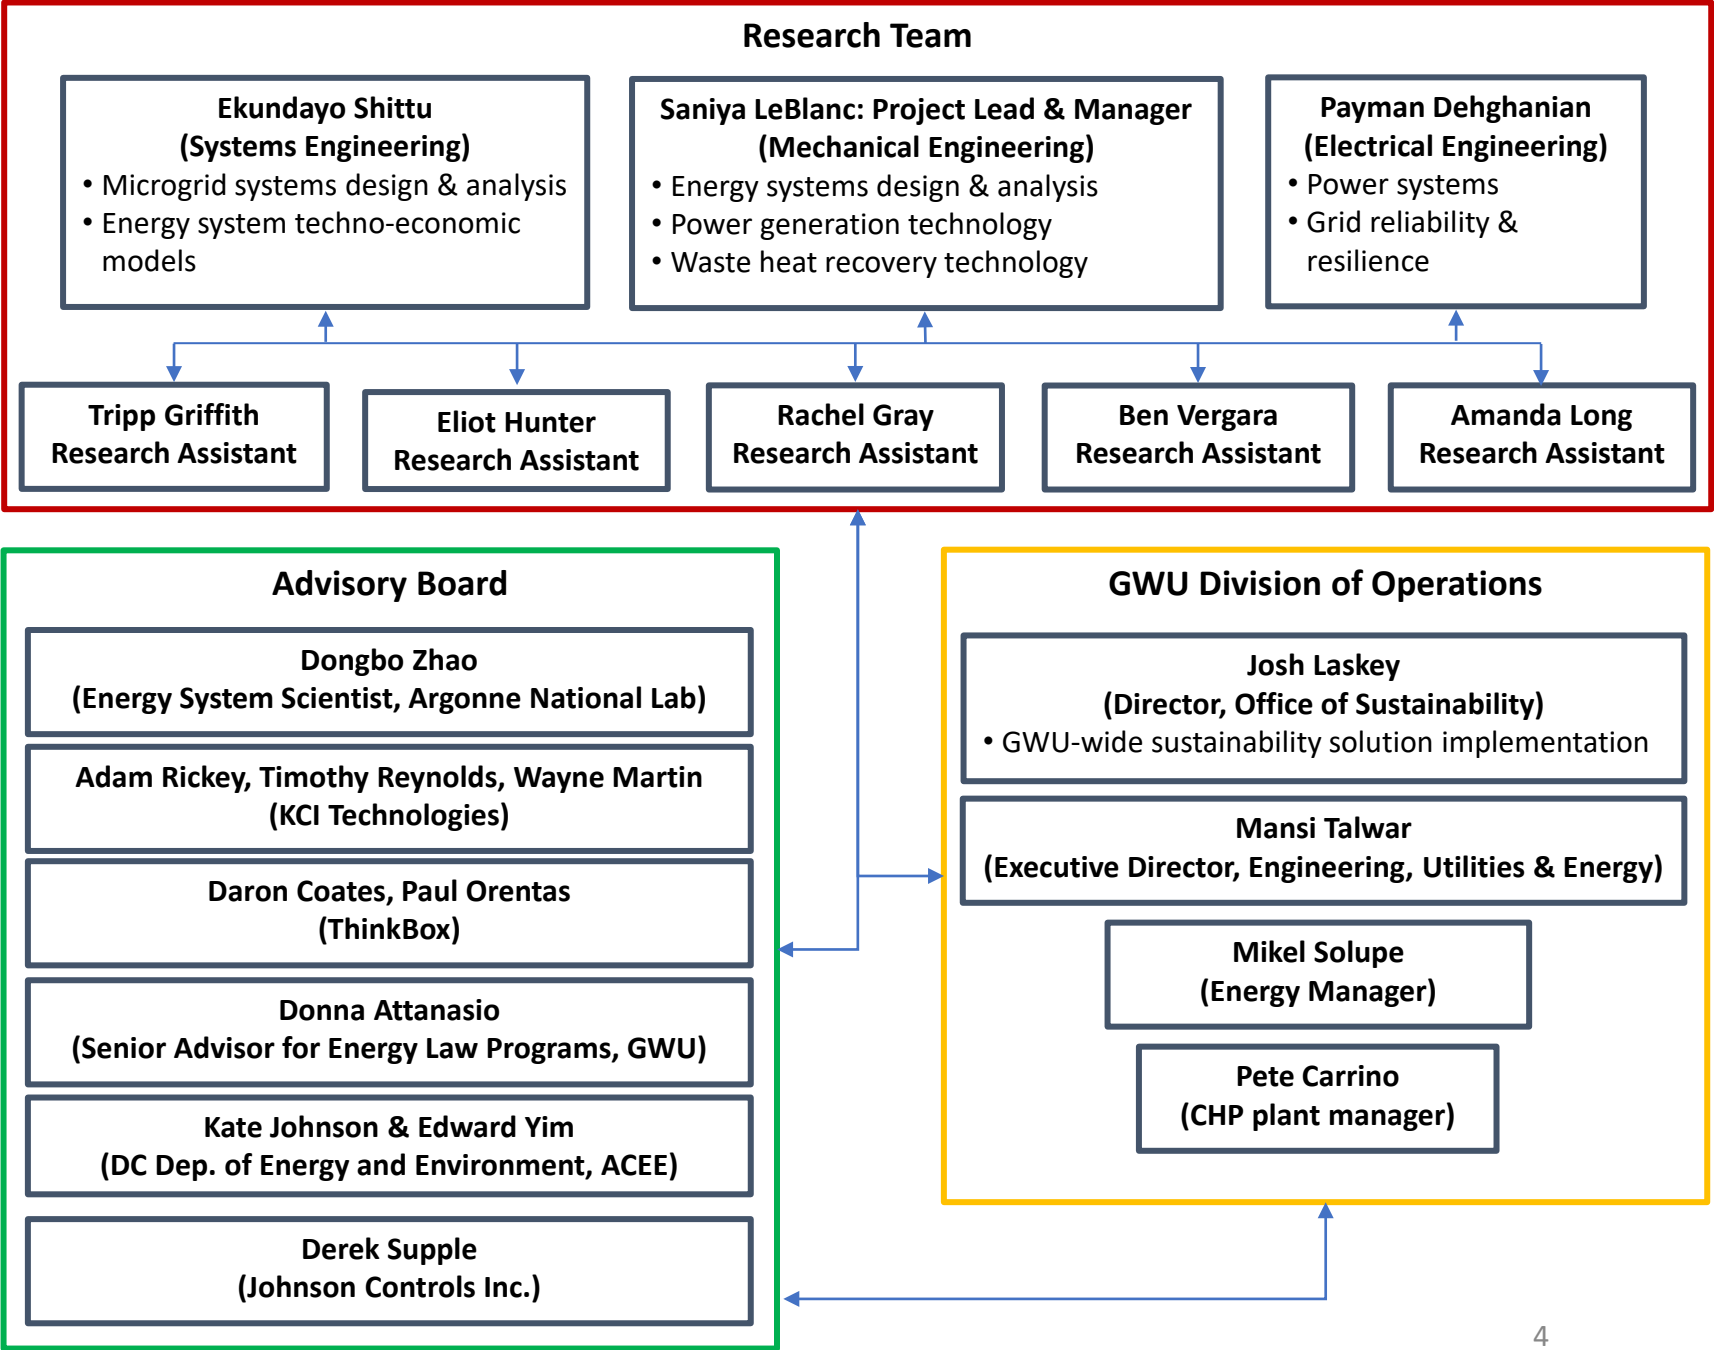 Research Team
Ekundayo Shittu
(Systems Engineering)
• Microgrid systems design & analysis
• Energy system techno-economic
models
Saniya LeBlanc: Project Lead & Manager
(Mechanical Engineering)
• Energy systems design & analysis
• Power generation technology
• Waste heat recovery technology
Payman Dehghanian
(Electrical Engineering)
• Power systems
• Grid reliability &
resilience
Tripp Griffith
Research Assistant
Eliot Hunter
Research Assistant
Rachel Gray
Research Assistant
Ben Vergara
Research Assistant
Amanda Long
Research Assistant
Advisory Board
Dongbo Zhao
(Energy System Scientist, Argonne National Lab)
Adam Rickey, Timothy Reynolds, Wayne Martin
(KCI Technologies)
Daron Coates, Paul Orentas
(ThinkBox)
Donna Attanasio
(Senior Advisor for Energy Law Programs, GWU)
Kate Johnson & Edward Yim
(DC Dep. of Energy and Environment, ACEE)
Derek Supple
(Johnson Controls Inc.)
GWU Division of Operations
Josh Laskey
(Director, Office of Sustainability)
• GWU-wide sustainability solution implementation
Mansi Talwar
(Executive Director, Engineering, Utilities & Energy)
Mikel Solupe
(Energy Manager)
Pete Carrino
(CHP plant manager)
4